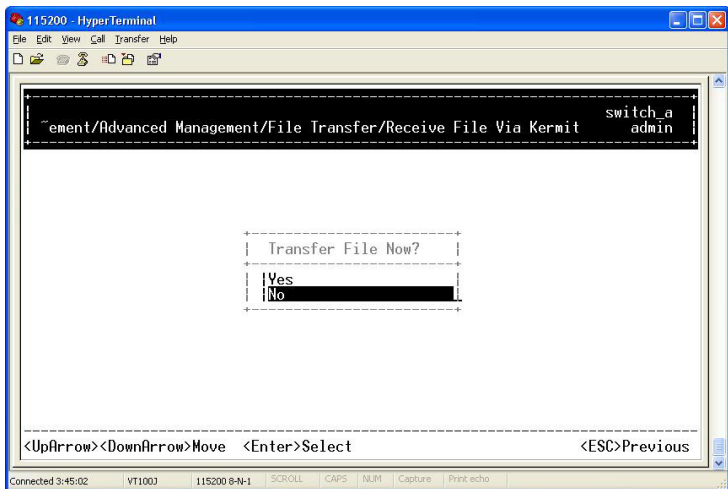 115200 - HyperTerminal
File Edit View Call Transfer Help
switch_a
~ement/Advanced Management/File Transfer/Receive File Via Kermit admin
Transfer File Now?
Yes
No
<UpArrow><DownArrow>Move <Enter>Select <ESC>Previous
Connected 3:45:02 VT100J 115200 8-N-1 SCROLL CAPS NUM Capture Print echo